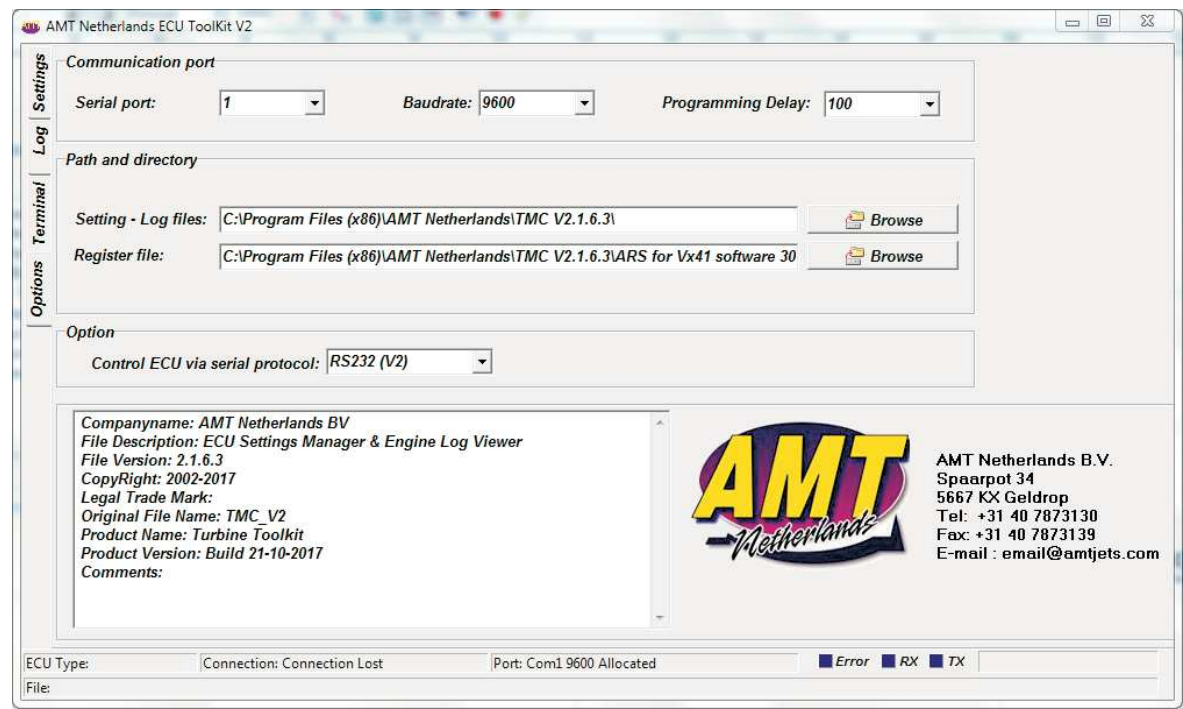 AMT Netherlands ECU ToolKit V2
Settings
Log
Terminal
Options
Communication port
Serial port: 1 Baudrate: 9600 Programming Delay: 100
Path and directory
Setting - Log files: C:\Program Files (x86)\AMT Netherlands\TMC V2.1.6.3\ Browse
Register file: C:\Program Files (x86)\AMT Netherlands\TMC V2.1.6.3\ARS for Vx41 software 30 Browse
Option
Control ECU via serial protocol: RS232 (V2)
Companyname: AMT Netherlands BV
File Description: ECU Settings Manager & Engine Log Viewer
File Version: 2.1.6.3
CopyRight: 2002-2017
Legal Trade Mark:
Original File Name: TMC_V2
Product Name: Turbine Toolkit
Product Version: Build 21-10-2017
Comments:
AMT
Netherlands
AMT Netherlands B.V.
Spaarpot 34
5667 KX Geldrop
Tel: +31 40 7873130
Fax: +31 40 7873139
E-mail : email@amtjets.com
ECU Type: Connection: Connection Lost Port: Com1 9600 Allocated Error RX TX
File: